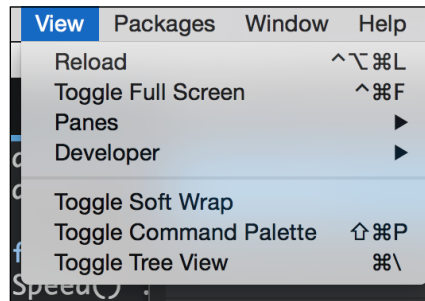 View Packages Window Help
Reload ^⌥⌘L
Toggle Full Screen ^⌘F
Panes ▶
Developer ▶
Toggle Soft Wrap
Toggle Command Palette ⇧⌘P
Toggle Tree View ⌘\
Speed()